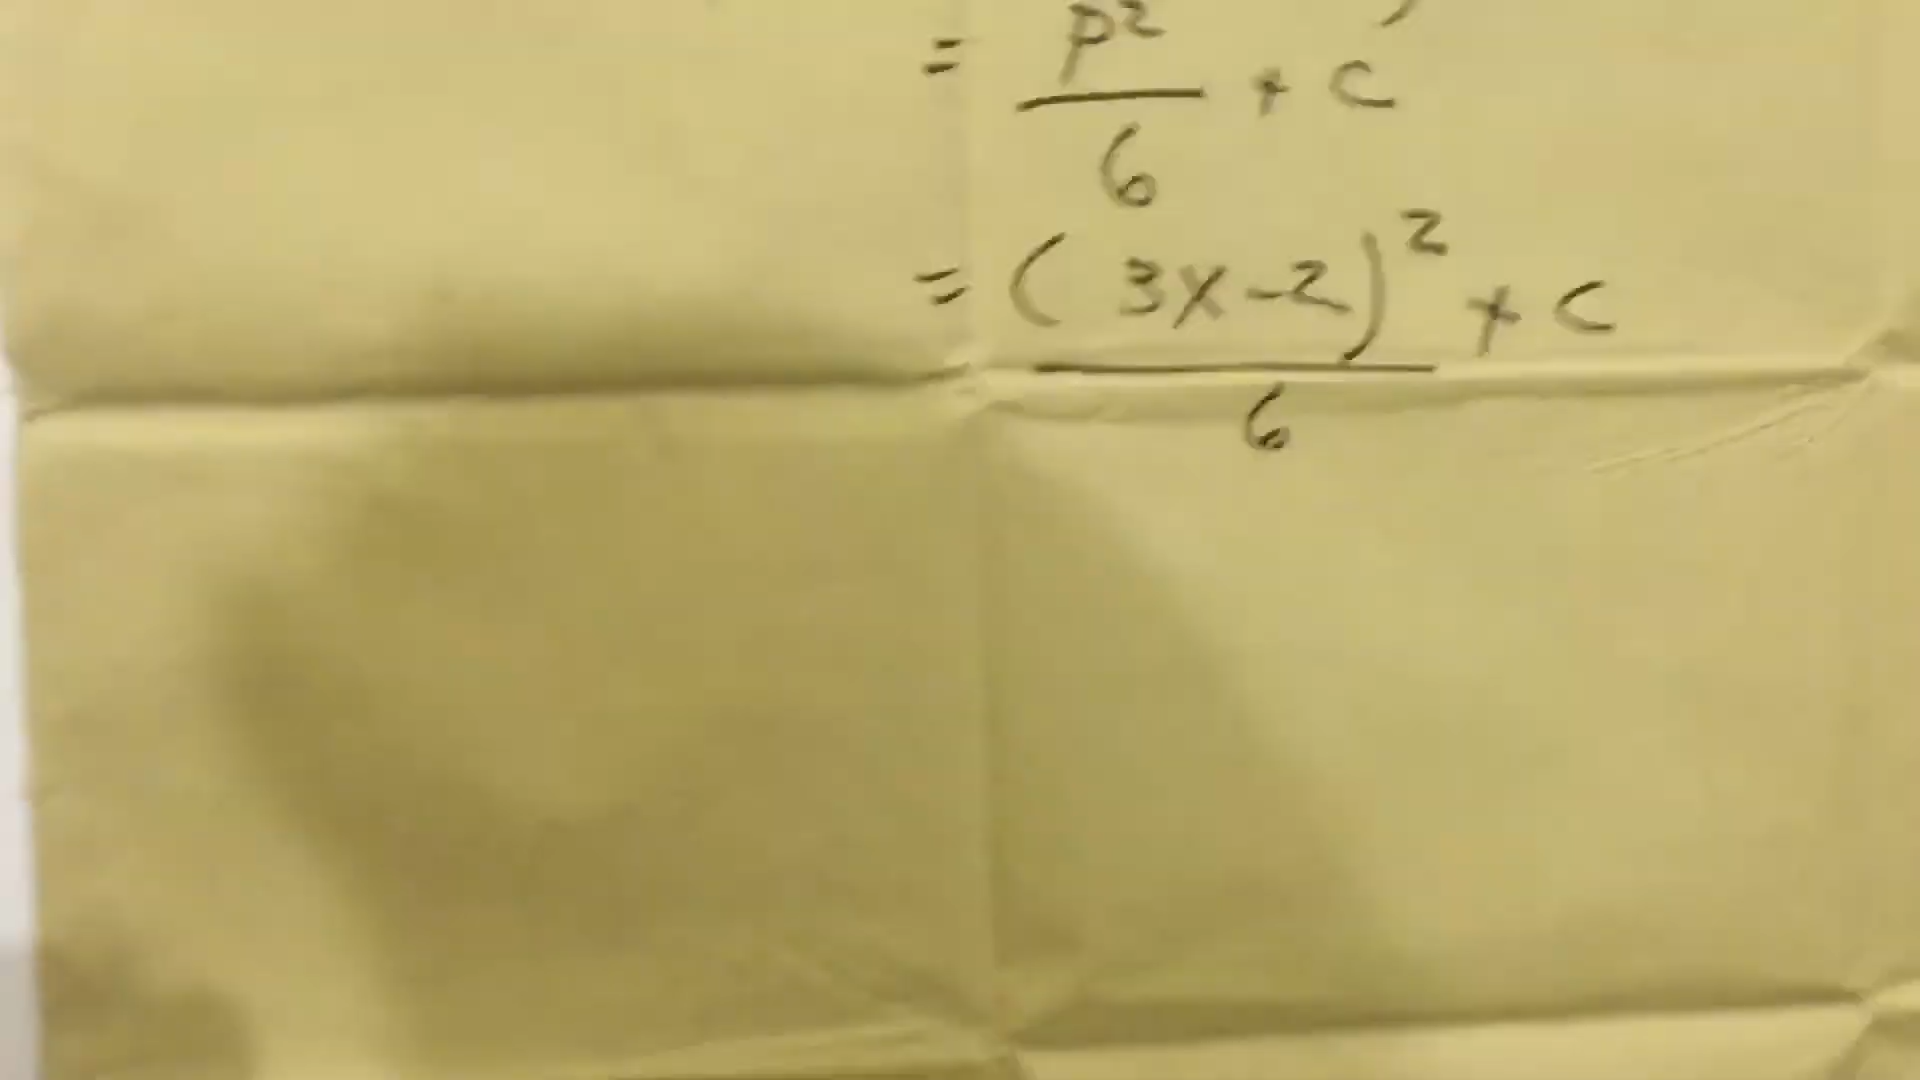 = p²/6 + c
= (3x-2)²/6 + c